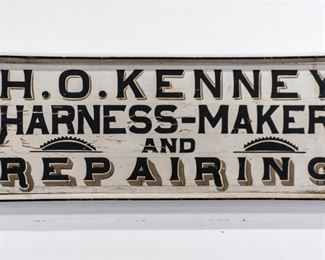 H.O.KENNEY
HARNESS-MAKER
AND
REPAIRING